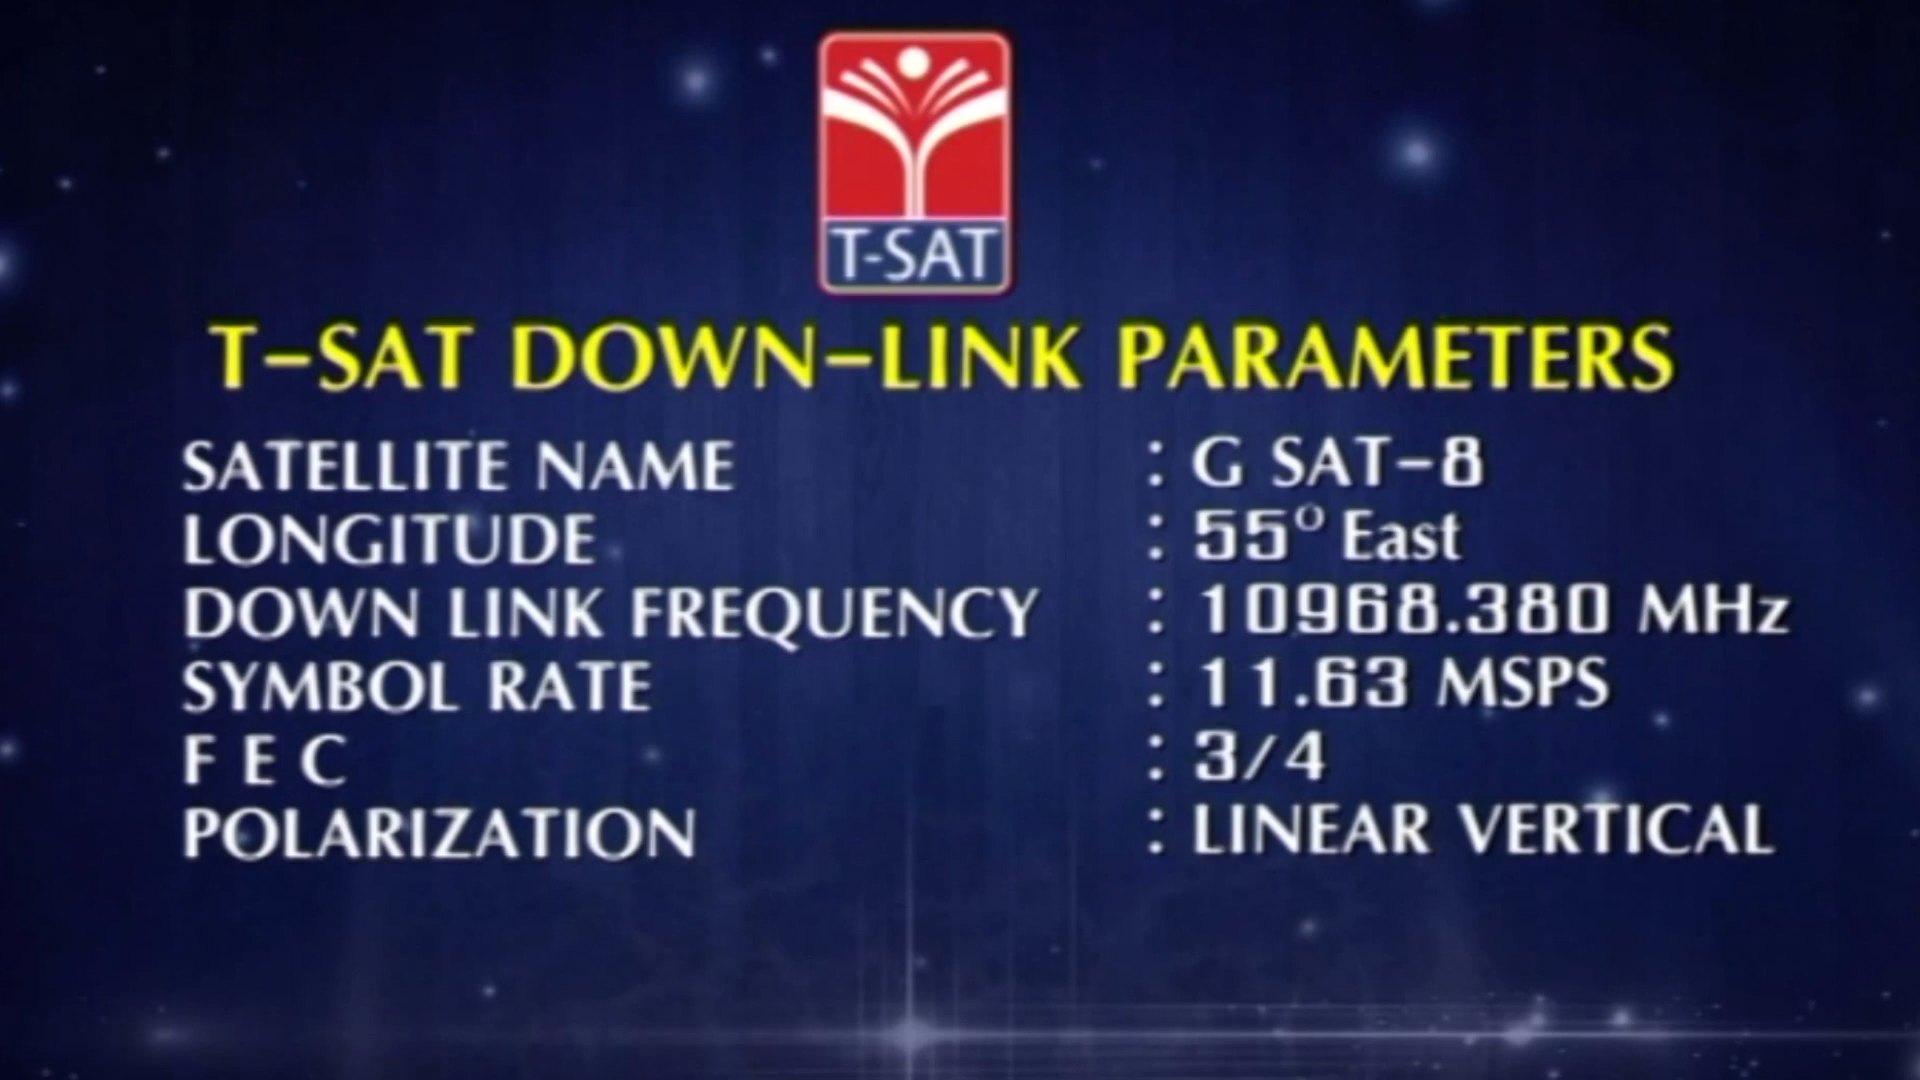 T-SAT
T-SAT DOWN-LINK PARAMETERS
SATELLITE NAME : G SAT-8
LONGITUDE : 55° East
DOWN LINK FREQUENCY : 10968.380 MHz
SYMBOL RATE : 11.63 MSPS
F E C : 3/4
POLARIZATION : LINEAR VERTICAL